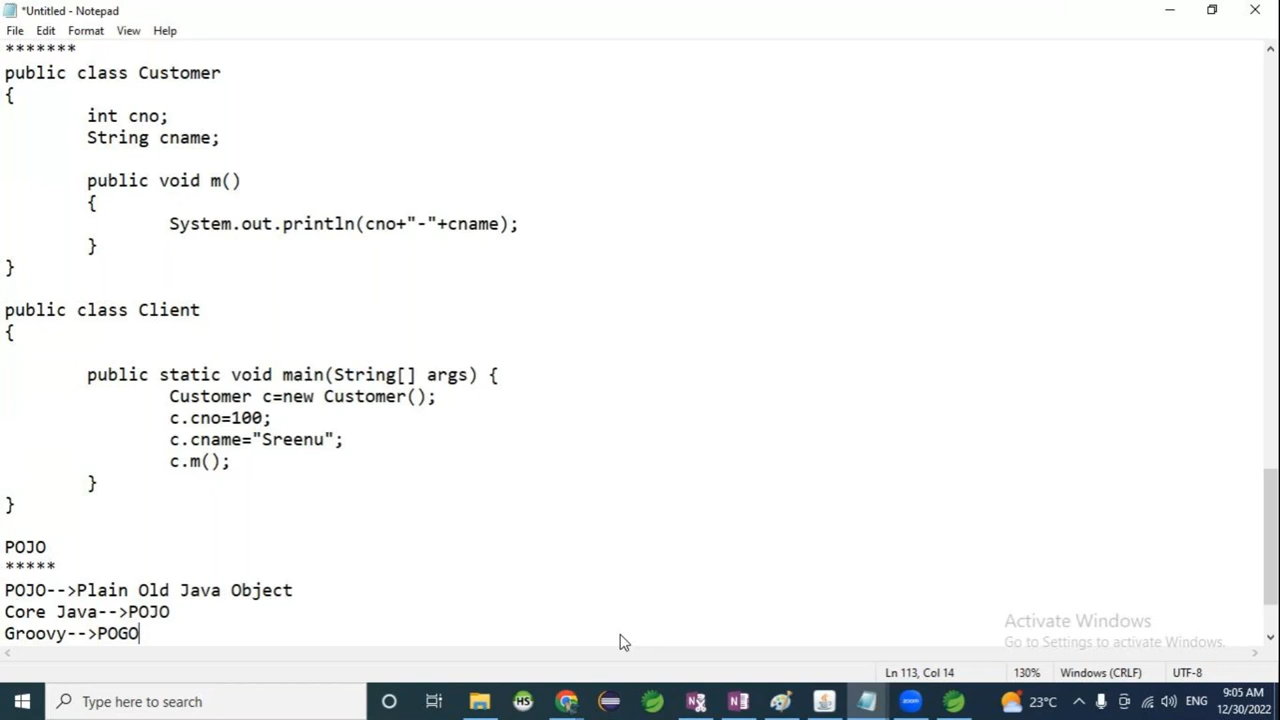 *Untitled - Notepad
File Edit Format View Help
*******
public class Customer
{
int cno;
String cname;
public void m()
{
System.out.println(cno+"-"+cname);
}
}
public class Client
{
public static void main(String[] args) {
Customer c=new Customer();
c.cno=100;
c.cname="Sreenu";
c.m();
}
}
POJO
*****
POJO-->Plain Old Java Object
Core Java-->POJO
Groovy-->POGO
Activate Windows
Go to Settings to activate Windows.
Ln 113, Col 14 130% Windows (CRLF) UTF-8
Type here to search
HS
N
23°C
ENG
9:05 AM
12/30/2022